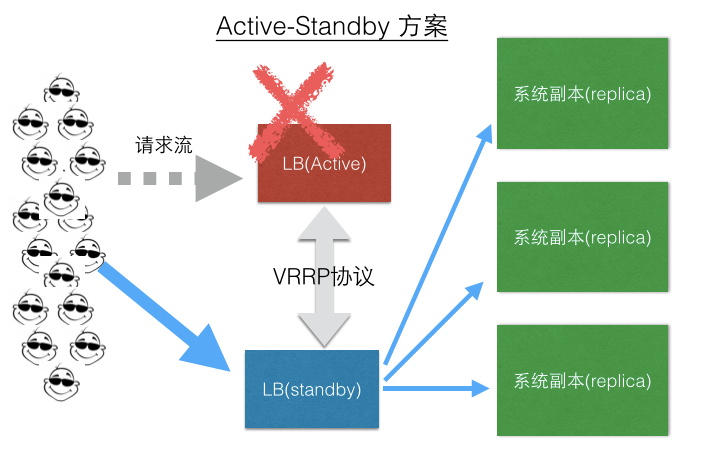 Active-Standby 方案
请求流
LB(Active)
VRRP协议
LB(standby)
系统副本(replica)
系统副本(replica)
系统副本(replica)